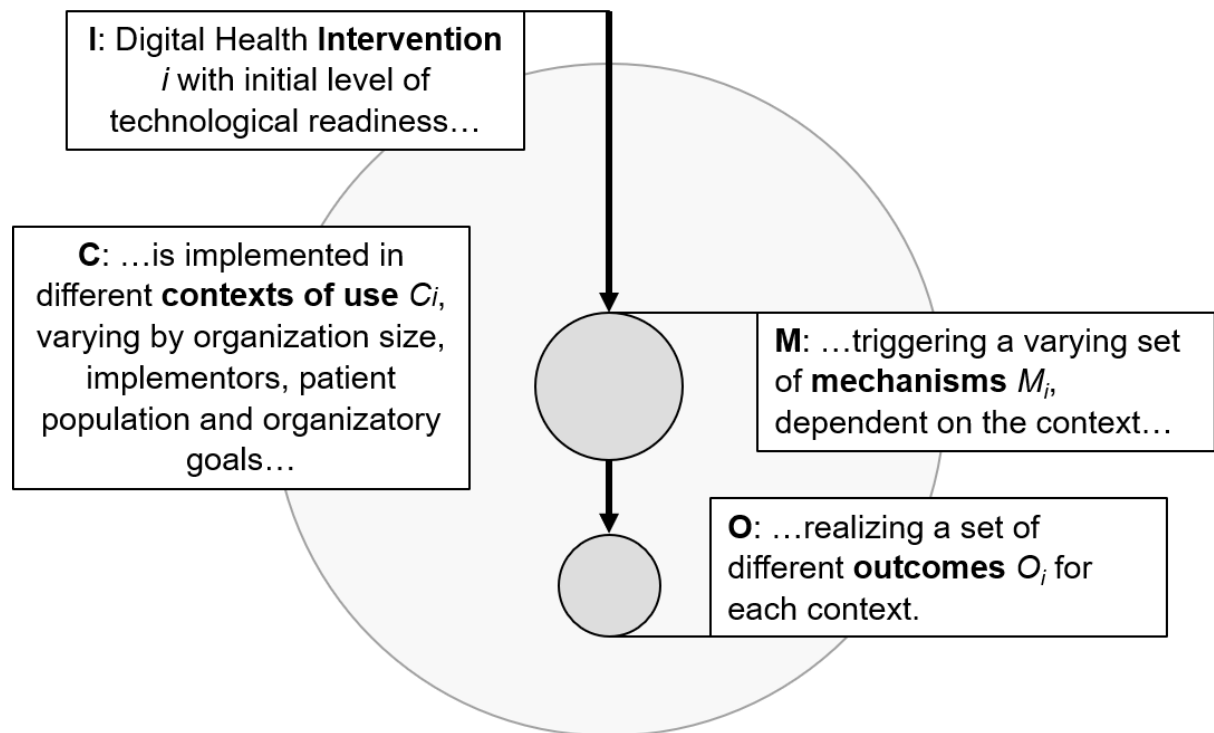 I: Digital Health Intervention
i with initial level of
technological readiness…
C: …is implemented in
different contexts of use Ci,
varying by organization size,
implementors, patient
population and organizatory
goals…
M: …triggering a varying set
of mechanisms Mi,
dependent on the context…
O: …realizing a set of
different outcomes Oi for
each context.